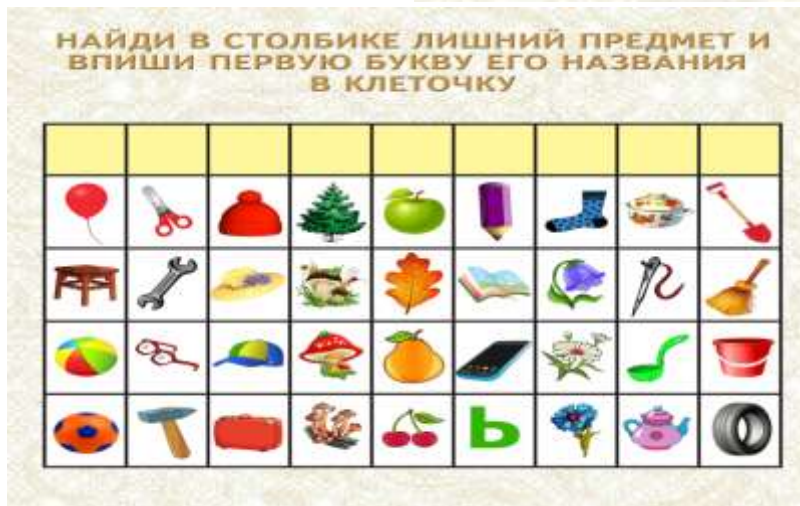 НАЙДИ В СТОЛБИКЕ ЛИШНИЙ ПРЕДМЕТ И
ВПИШИ ПЕРВУЮ БУКВУ ЕГО НАЗВАНИЯ
В КЛЕТОЧКУ
Ь